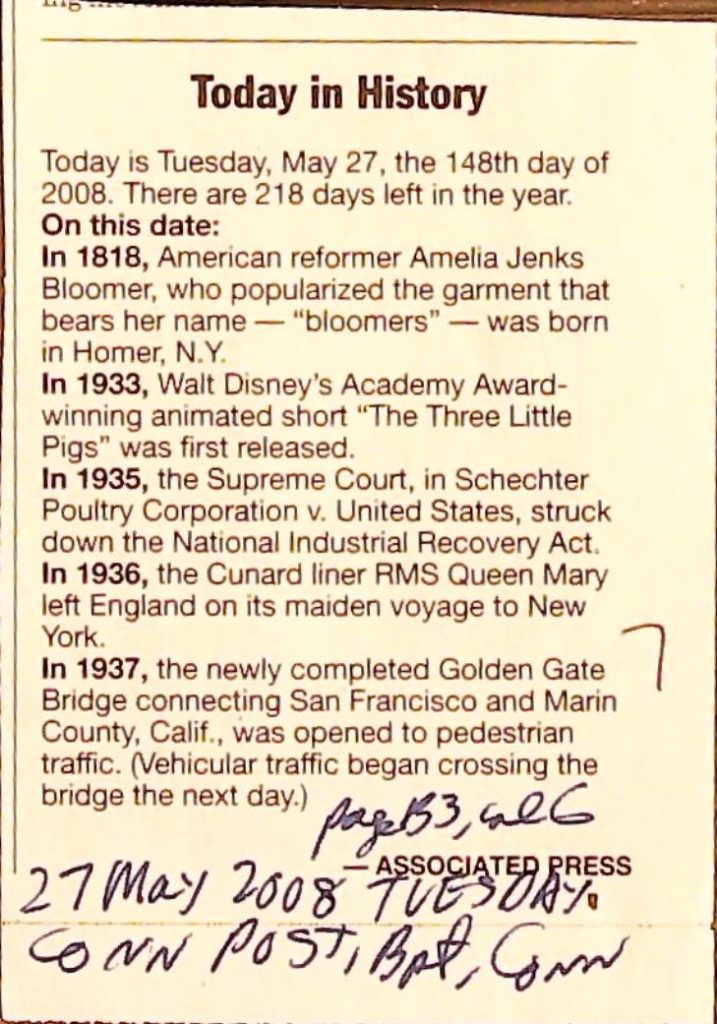 Today in History
Today is Tuesday, May 27, the 148th day of
2008. There are 218 days left in the year.
On this date:
In 1818, American reformer Amelia Jenks
Bloomer, who popularized the garment that
bears her name — “bloomers” — was born
in Homer, N.Y.
In 1933, Walt Disney’s Academy Award-
winning animated short “The Three Little
Pigs” was first released.
In 1935, the Supreme Court, in Schechter
Poultry Corporation v. United States, struck
down the National Industrial Recovery Act.
In 1936, the Cunard liner RMS Queen Mary
left England on its maiden voyage to New
York.
In 1937, the newly completed Golden Gate
Bridge connecting San Francisco and Marin
County, Calif., was opened to pedestrian
traffic. (Vehicular traffic began crossing the
bridge the next day.)
page B3, col 6
— ASSOCIATED PRESS
27 May 2008 TUESDAY.
CONN POST, Bpt, Conn